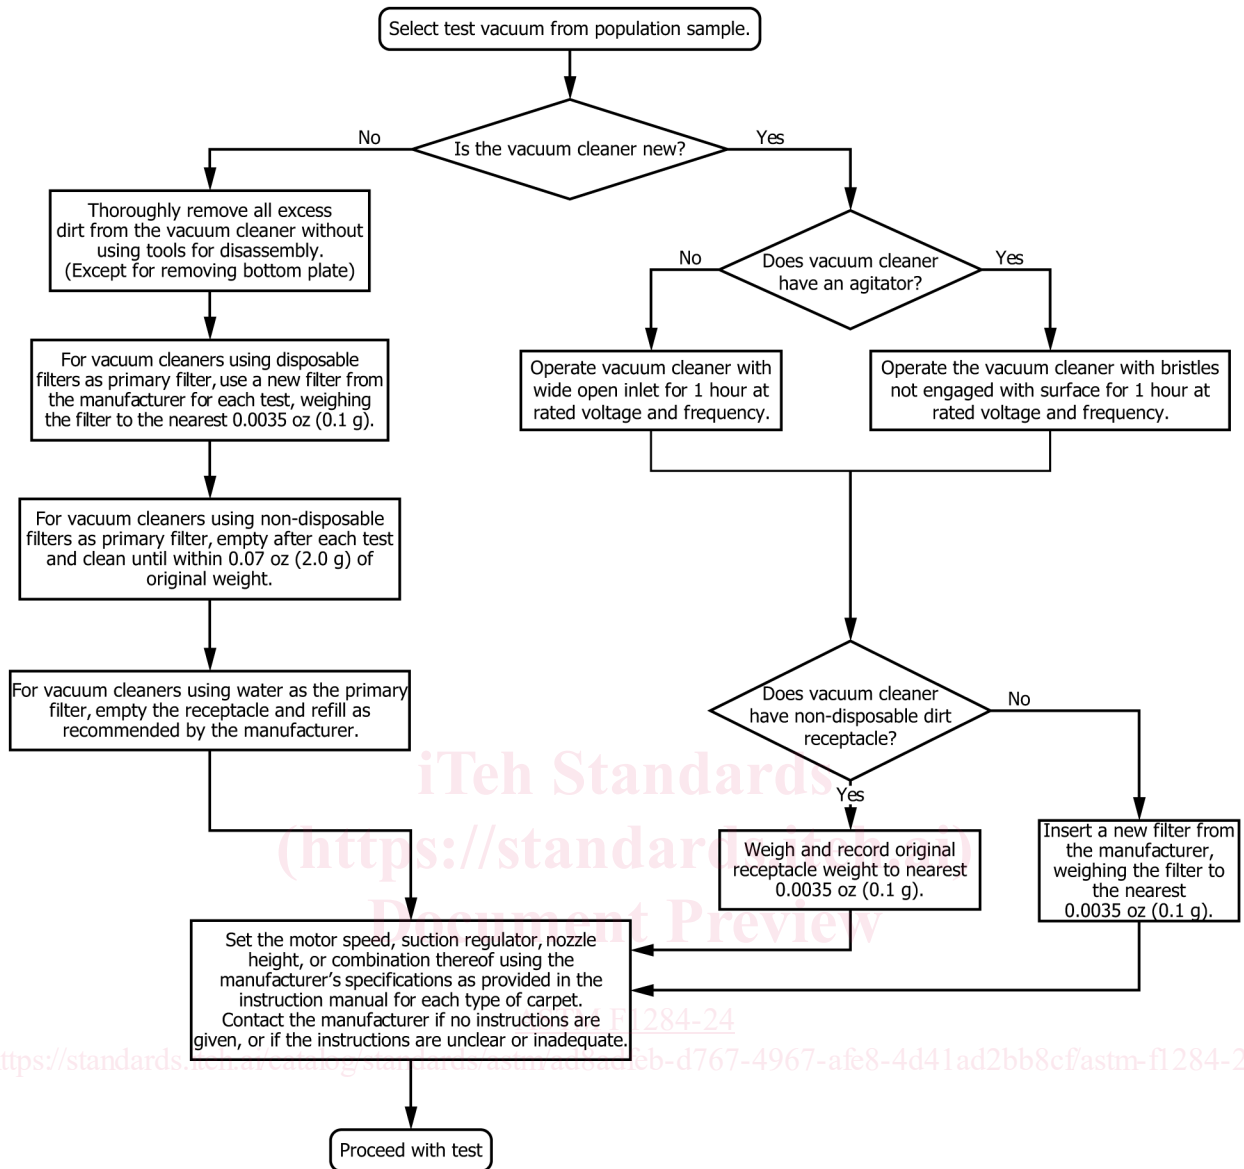 Select test vacuum from population sample.
No
Is the vacuum cleaner new?
Yes
Thoroughly remove all excess
dirt from the vacuum cleaner without
using tools for disassembly.
(Except for removing bottom plate)
No
Does vacuum cleaner
have an agitator?
Yes
For vacuum cleaners using disposable
filters as primary filter, use a new filter from
the manufacturer for each test, weighing
the filter to the nearest 0.0035 oz (0.1 g).
Operate vacuum cleaner with
wide open inlet for 1 hour at
rated voltage and frequency.
Operate the vacuum cleaner with bristles
not engaged with surface for 1 hour at
rated voltage and frequency.
For vacuum cleaners using non-disposable
filters as primary filter, empty after each test
and clean until within 0.07 oz (2.0 g) of
original weight.
For vacuum cleaners using water as the primary
filter, empty the receptacle and refill as
recommended by the manufacturer.
Does vacuum cleaner
have non-disposable dirt
receptacle?
No
Yes
iTeh Standards
(https://standards.iteh.ai)
Document Preview
Weigh and record original
receptacle weight to nearest
0.0035 oz (0.1 g).
Insert a new filter from
the manufacturer,
weighing the filter to
the nearest
0.0035 oz (0.1 g).
Set the motor speed, suction regulator, nozzle
height, or combination thereof using the
manufacturer's specifications as provided in the
instruction manual for each type of carpet.
Contact the manufacturer if no instructions are
given, or if the instructions are unclear or inadequate.
ASTM F1284-24
ttps://standards.iteh.ai/catalog/standards/astm/ad8adfeb-d767-4967-afe8-4d41ad2bb8cf/astm-f1284-2
Proceed with test